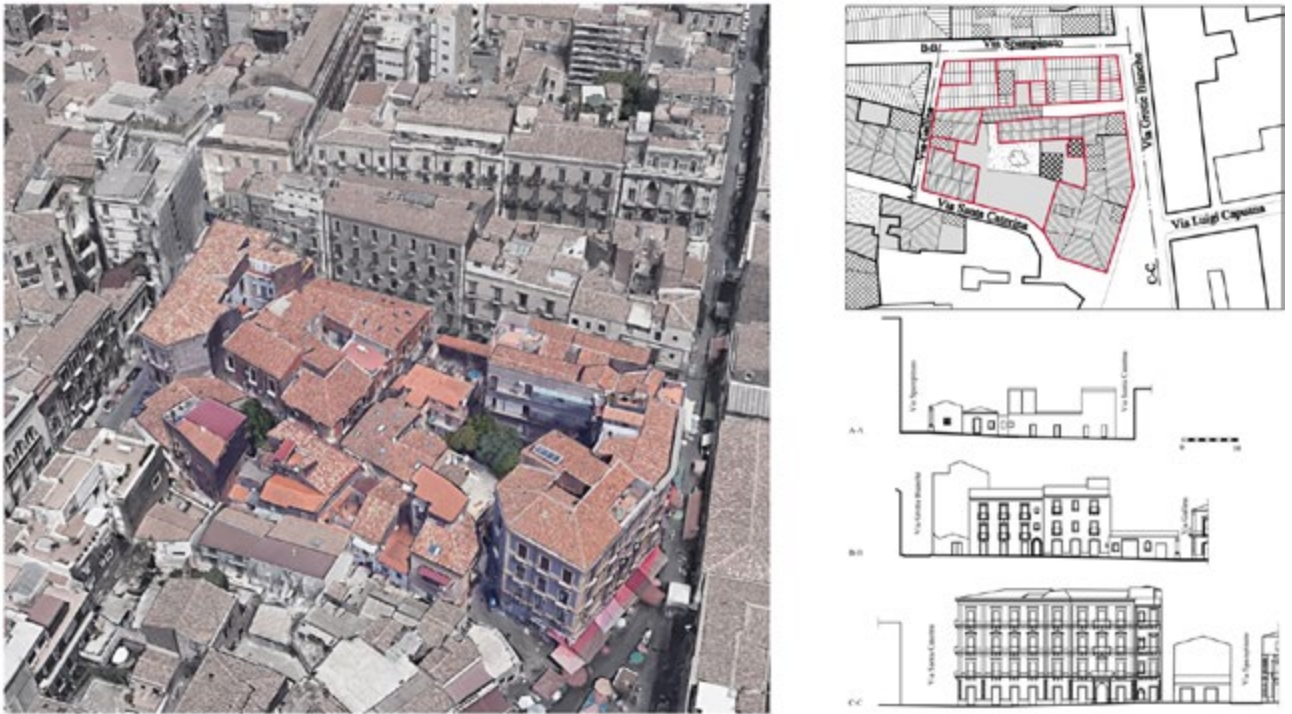 B-B
Via Spampinato
Via Grotte Bianche
Via Santa Caterina
Via Luigi Capuana
C-C
Via Spampinato
Via Santa Caterina
A-A
0
Via Grotte Bianche
B-B
Via Santa Caterina
Via Spampinato
C-C